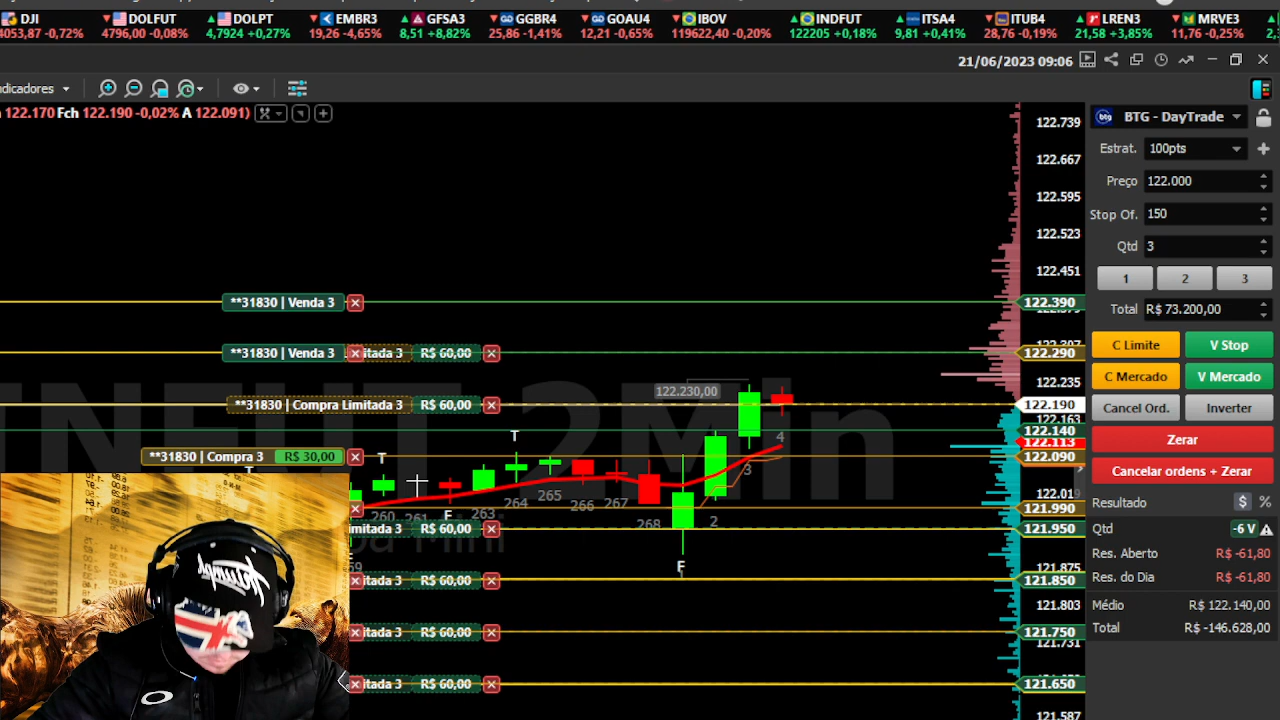 DJI DOLFUT DOLPT EMBR3 GFSA3 GGBR4 GOAU4 IBOV INDFUT ITSA4 ITUB4 LREN3 MRVE3
4053,87 -0,72% 4796,00 -0,08% 4,7924 +0,27% 19,26 -4,65% 8,51 +8,82% 25,86 -1,41% 12,21 -0,65% 119622,40 -0,20% 122205 +0,18% 9,81 +0,41% 28,76 -0,19% 21,58 +3,85% 11,76 -0,25%
21/06/2023 09:06
ndicadores
122.170 Fch 122.190 -0,02% A 122.091)
BTG - DayTrade
122.739
Estrat. 100pts
122.667
Preço 122.000
122.595
Stop Of. 150
122.523
Qtd 3
122.451
1 2 3
**31830 | Venda 3
122.390
Total R$ 73.200,00
**31830 | Venda 3 itada 3 R$ 60,00
122.290
C Limite V Stop
122.235
C Mercado V Mercado
122.230,00
**31830 | Compra Limitada 3 R$ 60,00
122.190
Cancel Ord. Inverter
122.163
122.140
122.113
Zerar
T
4
**31830 | Compra 3 R$ 30,00
122.090
T
3
Cancelar ordens + Zerar
122.019
Resultado $ %
121.990
260 261 F 263 264 265 266 267 268 2
imitada 3 R$ 60,00
121.950
Qtd -6 V
Res. Aberto R$ -61,80
F
121.875
itada 3 R$ 60,00
121.850
Res. do Dia R$ -61,80
121.803
Médio R$ 122.140,00
itada 3 R$ 60,00
121.750
Total R$ -146.628,00
121.731
itada 3 R$ 60,00
121.650
121.587
2Min
Triumph